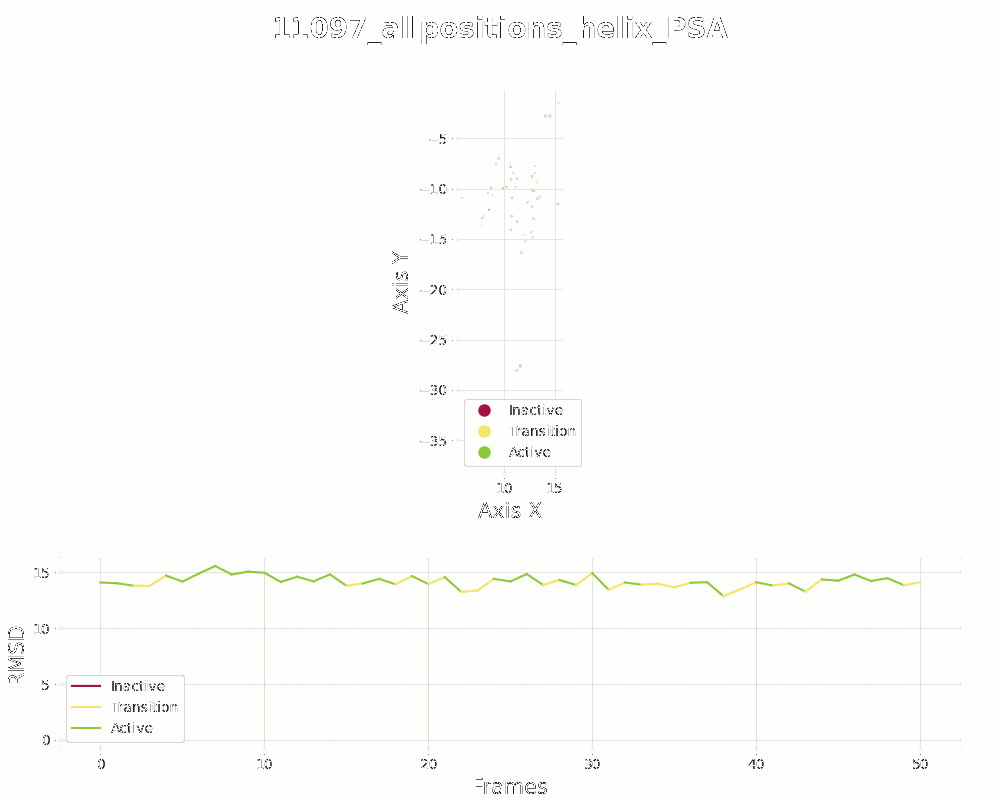 11097_allpositions_helix_PSA
−5
−10
−15
−20
−25
−30
−35
Axis Y
Inactive
Transition
Active
10 15
Axis X
15
10
5
0
RMSD
Inactive
Transition
Active
0 10 20 30 40 50
Frames